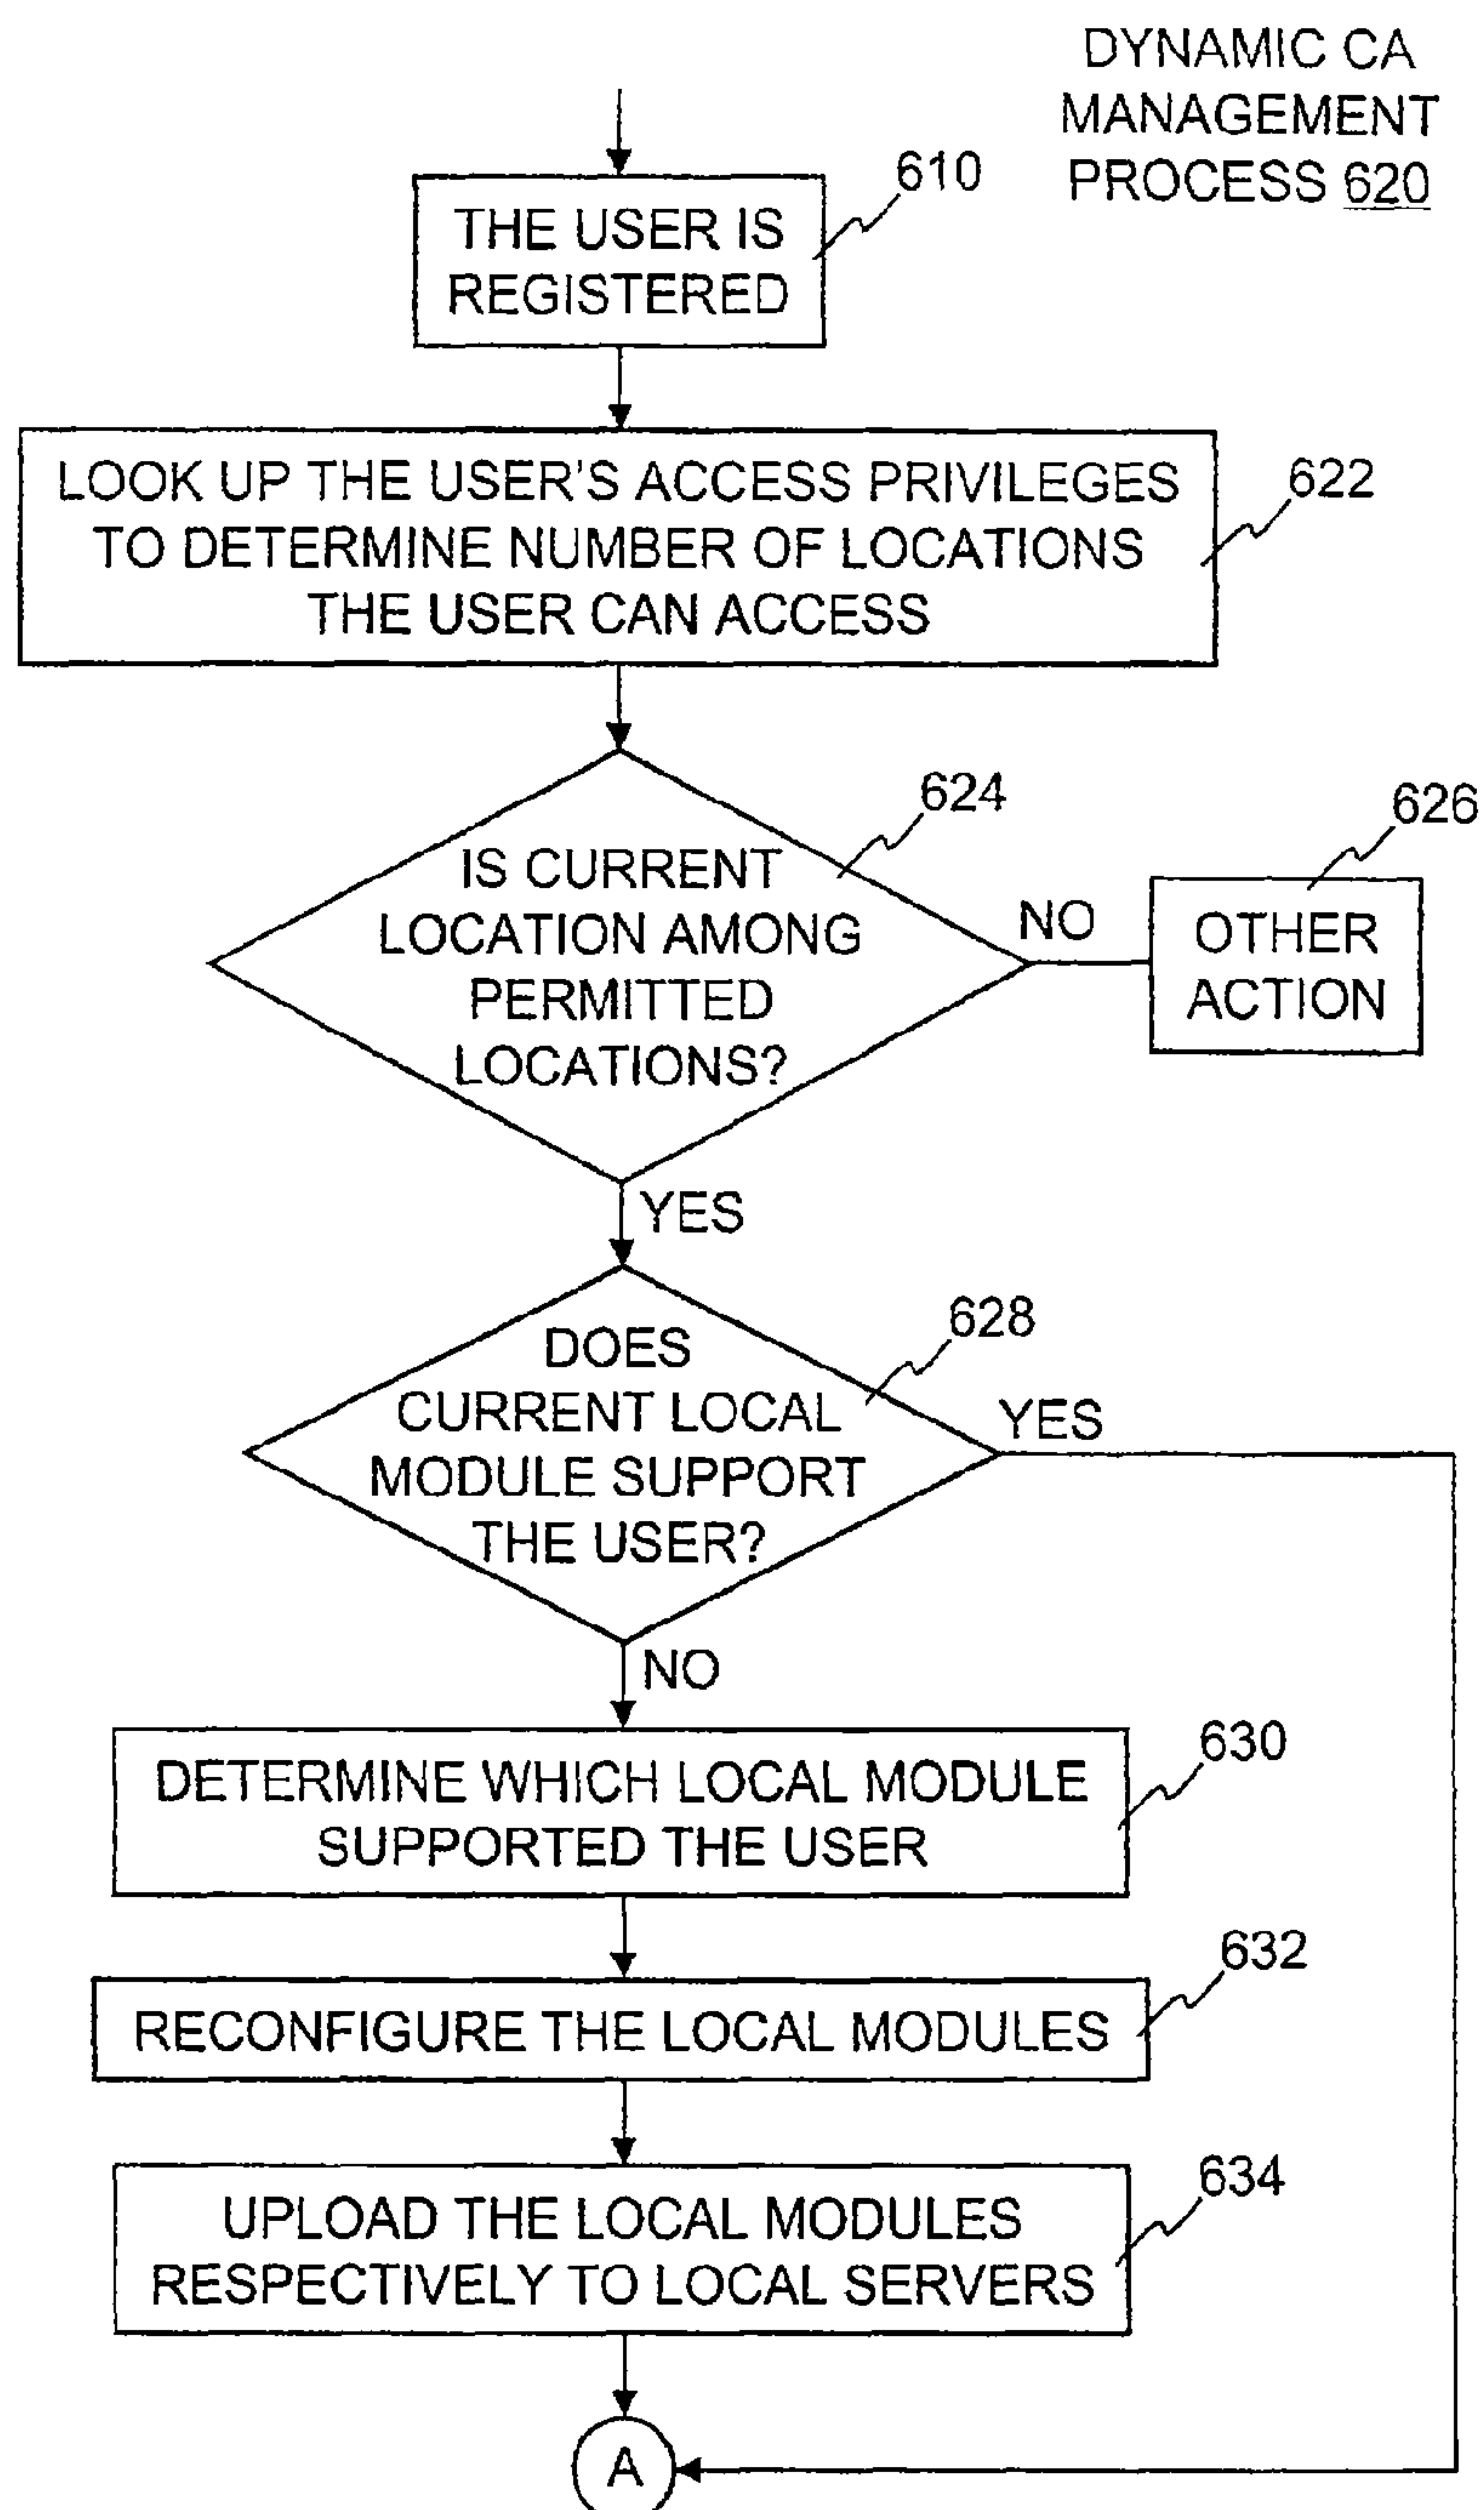 DYNAMIC CA
MANAGEMENT
PROCESS 620
610
THE USER IS
REGISTERED
622
LOOK UP THE USER'S ACCESS PRIVILEGES
TO DETERMINE NUMBER OF LOCATIONS
THE USER CAN ACCESS
624
IS CURRENT
LOCATION AMONG
PERMITTED
LOCATIONS?
NO
626
OTHER
ACTION
YES
628
DOES
CURRENT LOCAL
MODULE SUPPORT
THE USER?
YES
NO
630
DETERMINE WHICH LOCAL MODULE
SUPPORTED THE USER
632
RECONFIGURE THE LOCAL MODULES
634
UPLOAD THE LOCAL MODULES
RESPECTIVELY TO LOCAL SERVERS
A